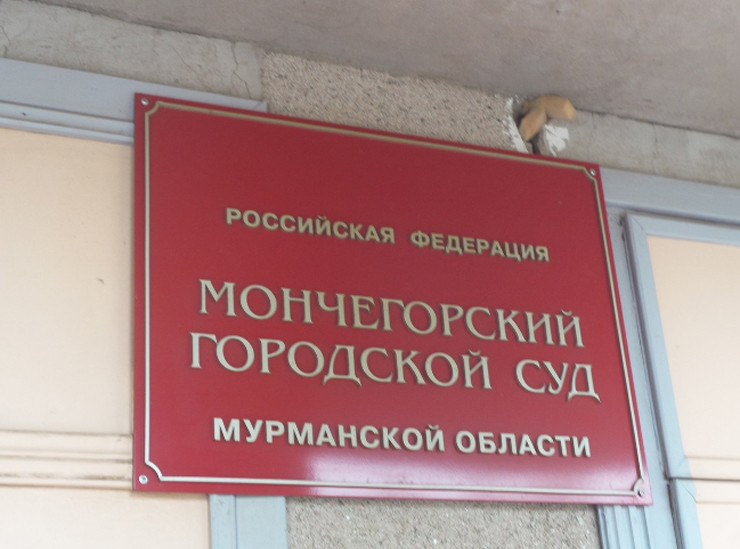 РОССИЙСКАЯ ФЕДЕРАЦИЯ
МОНЧЕГОРСКИЙ
ГОРОДСКОЙ СУД
МУРМАНСКОЙ ОБЛАСТИ